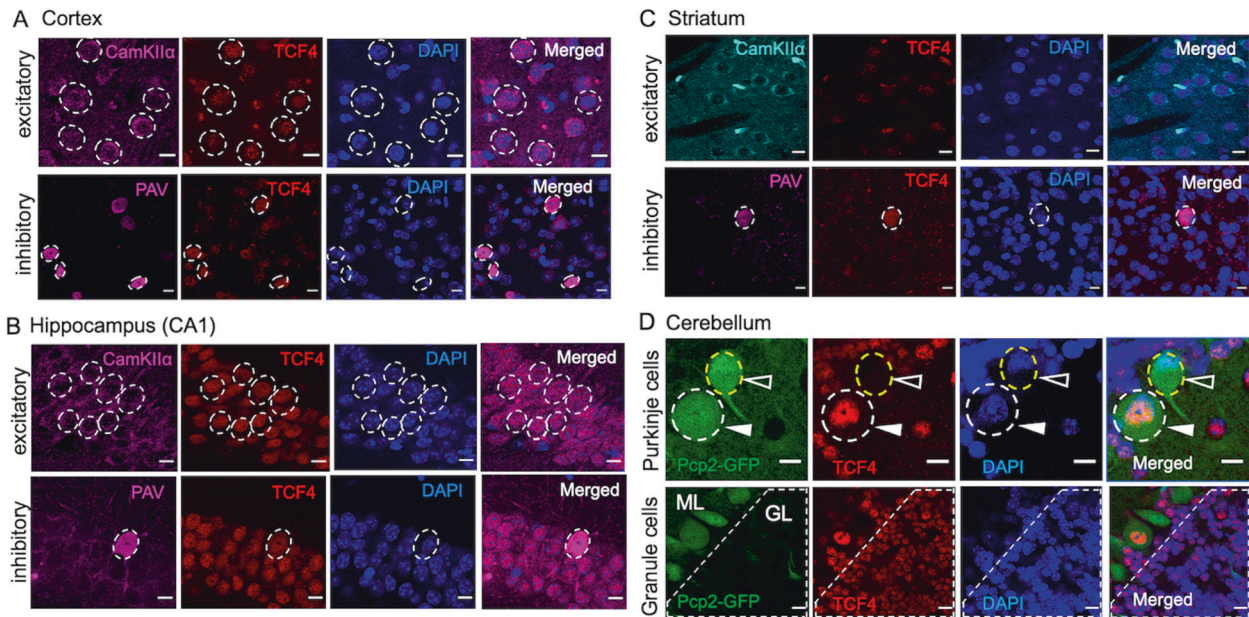 A Cortex
excitatory
CamKIIα TCF4 DAPI Merged
inhibitory
PAV TCF4 DAPI Merged
B Hippocampus (CA1)
excitatory
CamKIIα TCF4 DAPI Merged
inhibitory
PAV TCF4 DAPI Merged
C Striatum
excitatory
CamKIIα TCF4 DAPI Merged
inhibitory
PAV TCF4 DAPI Merged
D Cerebellum
Purkinje cells
Pcp2-GFP TCF4 DAPI Merged
Granule cells
ML GL
Pcp2-GFP TCF4 DAPI Merged